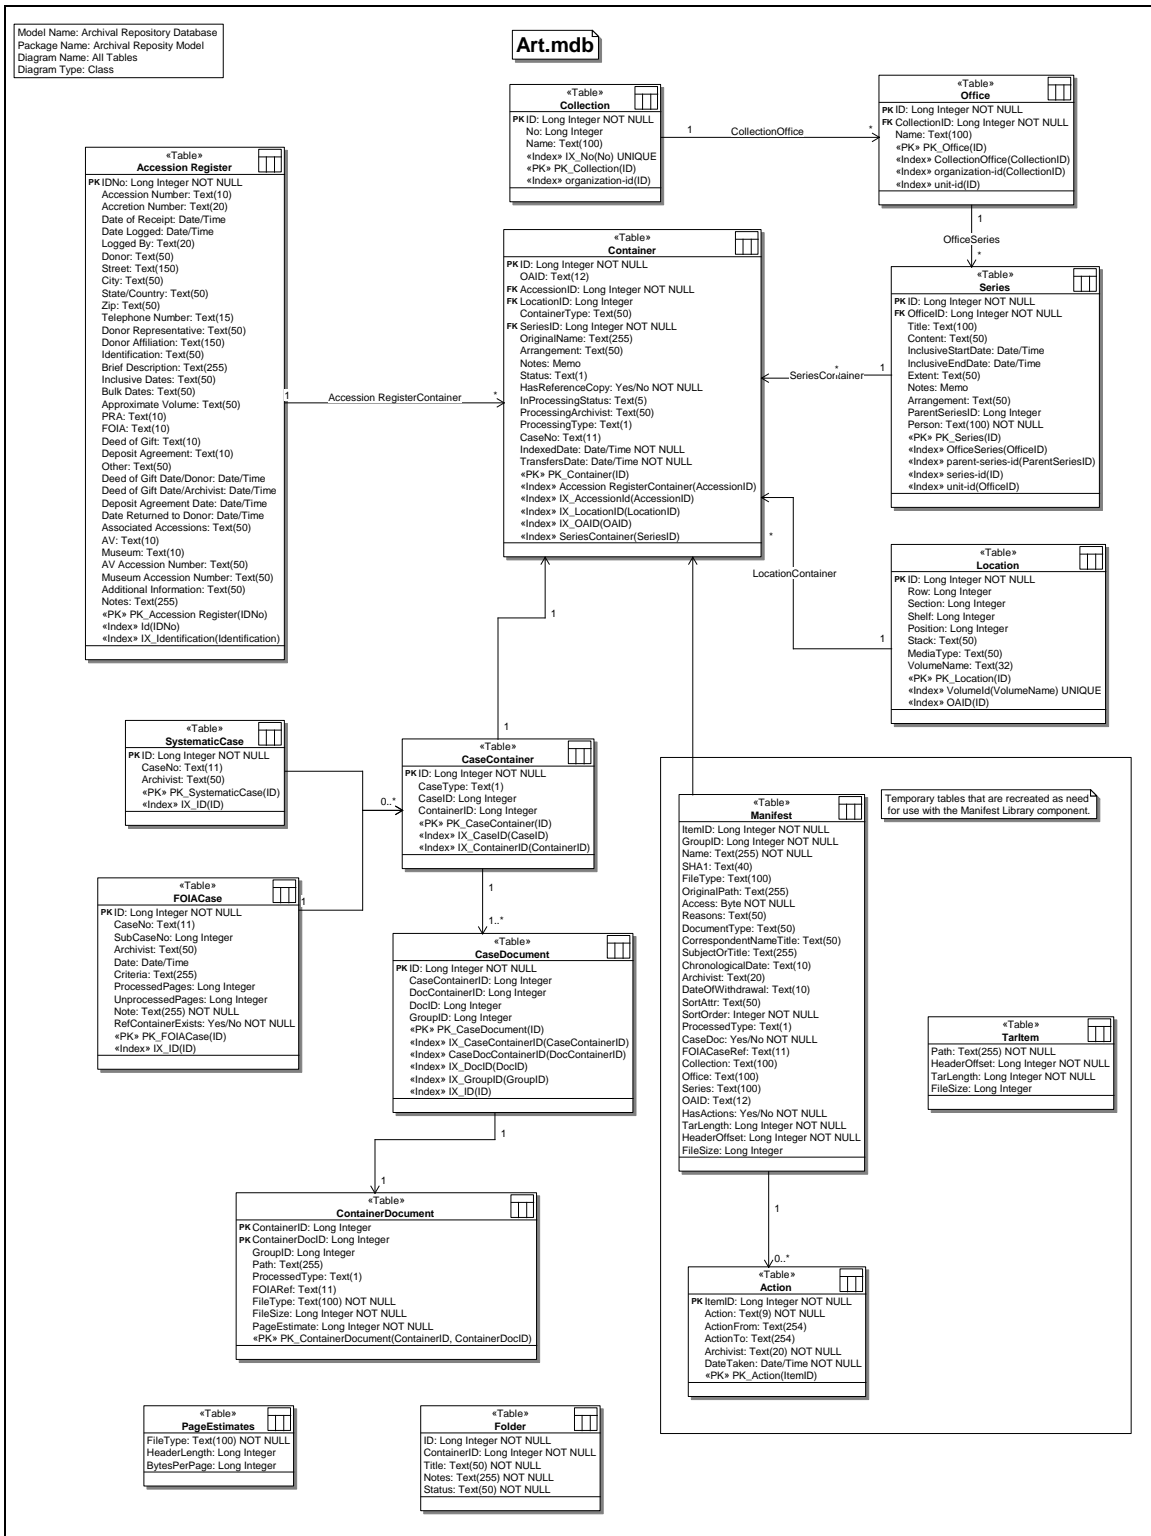 Model Name: Archival Repository Database
Package Name: Archival Reposity Model
Diagram Name: All Tables
Diagram Type: Class
Art.mdb
«Table»
Collection
PK ID: Long Integer NOT NULL
No: Long Integer
Name: Text(100)
«Index» IX_No(No) UNIQUE
«PK» PK_Collection(ID)
«Index» organization-id(ID)
1
CollectionOffice
*
«Table»
Office
PK ID: Long Integer NOT NULL
FK CollectionID: Long Integer NOT NULL
Name: Text(100)
«PK» PK_Office(ID)
«Index» CollectionOffice(CollectionID)
«Index» organization-id(CollectionID)
«Index» unit-id(ID)
1
OfficeSeries
*
«Table»
Accession Register
PK IDNo: Long Integer NOT NULL
Accession Number: Text(10)
Accretion Number: Text(20)
Date of Receipt: Date/Time
Date Logged: Date/Time
Logged By: Text(20)
Donor: Text(50)
Street: Text(150)
City: Text(50)
State/Country: Text(50)
Zip: Text(50)
Telephone Number: Text(15)
Donor Representative: Text(50)
Donor Affiliation: Text(150)
Identification: Text(50)
Brief Description: Text(255)
Inclusive Dates: Text(50)
Bulk Dates: Text(50)
Approximate Volume: Text(50)
PRA: Text(10)
FOIA: Text(10)
Deed of Gift: Text(10)
Deposit Agreement: Text(10)
Other: Text(50)
Deed of Gift Date/Donor: Date/Time
Deed of Gift Date/Archivist: Date/Time
Deposit Agreement Date: Date/Time
Date Returned to Donor: Date/Time
Associated Accessions: Text(50)
AV: Text(10)
Museum: Text(10)
AV Accession Number: Text(50)
Museum Accession Number: Text(50)
Additional Information: Text(50)
Notes: Text(255)
«PK» PK_Accession Register(IDNo)
«Index» Id(IDNo)
«Index» IX_Identification(Identification)
1
Accession RegisterContainer
*
«Table»
Container
PK ID: Long Integer NOT NULL
OAID: Text(12)
FK AccessionID: Long Integer NOT NULL
FK LocationID: Long Integer
ContainerType: Text(50)
FK SeriesID: Long Integer NOT NULL
OriginalName: Text(255)
Arrangement: Text(50)
Notes: Memo
Status: Text(1)
HasReferenceCopy: Yes/No NOT NULL
InProcessingStatus: Text(5)
ProcessingArchivist: Text(50)
ProcessingType: Text(1)
CaseNo: Text(11)
IndexedDate: Date/Time NOT NULL
TransfersDate: Date/Time NOT NULL
«PK» PK_Container(ID)
«Index» Accession RegisterContainer(AccessionID)
«Index» IX_AccessionId(AccessionID)
«Index» IX_LocationID(LocationID)
«Index» IX_OAID(OAID)
«Index» SeriesContainer(SeriesID)
*
SeriesContainer
1
«Table»
Series
PK ID: Long Integer NOT NULL
FK OfficeID: Long Integer NOT NULL
Title: Text(100)
Content: Text(50)
InclusiveStartDate: Date/Time
InclusiveEndDate: Date/Time
Extent: Text(50)
Notes: Memo
Arrangement: Text(50)
ParentSeriesID: Long Integer
Person: Text(100) NOT NULL
«PK» PK_Series(ID)
«Index» OfficeSeries(OfficeID)
«Index» parent-series-id(ParentSeriesID)
«Index» series-id(ID)
«Index» unit-id(OfficeID)
*
LocationContainer
1
«Table»
Location
PK ID: Long Integer NOT NULL
Row: Long Integer
Section: Long Integer
Shelf: Long Integer
Position: Long Integer
Stack: Text(50)
MediaType: Text(50)
VolumeName: Text(32)
«PK» PK_Location(ID)
«Index» VolumeId(VolumeName) UNIQUE
«Index» OAID(ID)
1
1
«Table»
SystematicCase
PK ID: Long Integer NOT NULL
CaseNo: Text(11)
Archivist: Text(50)
«PK» PK_SystematicCase(ID)
«Index» IX_ID(ID)
0..*
«Table»
CaseContainer
PK ID: Long Integer NOT NULL
CaseType: Text(1)
CaseID: Long Integer
ContainerID: Long Integer
«PK» PK_CaseContainer(ID)
«Index» IX_CaseID(CaseID)
«Index» IX_ContainerID(ContainerID)
«Table»
FOIACase
PK ID: Long Integer NOT NULL
CaseNo: Text(11)
SubCaseNo: Long Integer
Archivist: Text(50)
Date: Date/Time
Criteria: Text(255)
ProcessedPages: Long Integer
UnprocessedPages: Long Integer
Note: Text(255) NOT NULL
RefContainerExists: Yes/No NOT NULL
«PK» PK_FOIACase(ID)
«Index» IX_ID(ID)
1
1
1..*
«Table»
CaseDocument
PK ID: Long Integer NOT NULL
CaseContainerID: Long Integer
DocContainerID: Long Integer
DocID: Long Integer
GroupID: Long Integer
«PK» PK_CaseDocument(ID)
«Index» IX_CaseContainerID(CaseContainerID)
«Index» CaseDocContainerID(DocContainerID)
«Index» IX_DocID(DocID)
«Index» IX_GroupID(GroupID)
«Index» IX_ID(ID)
1
1
«Table»
ContainerDocument
PK ContainerID: Long Integer
PK ContainerDocID: Long Integer
GroupID: Long Integer
Path: Text(255)
ProcessedType: Text(1)
FOIARef: Text(11)
FileType: Text(100) NOT NULL
FileSize: Long Integer NOT NULL
PageEstimate: Long Integer NOT NULL
«PK» PK_ContainerDocument(ContainerID, ContainerDocID)
«Table»
Manifest
ItemID: Long Integer NOT NULL
GroupID: Long Integer NOT NULL
Name: Text(255) NOT NULL
SHA1: Text(40)
FileType: Text(100)
OriginalPath: Text(255)
Access: Byte NOT NULL
Reasons: Text(50)
DocumentType: Text(50)
CorrespondentNameTitle: Text(50)
SubjectOrTitle: Text(255)
ChronologicalDate: Text(10)
Archivist: Text(20)
DateOfWithdrawal: Text(10)
SortAttr: Text(50)
SortOrder: Integer NOT NULL
ProcessedType: Text(1)
CaseDoc: Yes/No NOT NULL
FOIACaseRef: Text(11)
Collection: Text(100)
Office: Text(100)
Series: Text(100)
OAID: Text(12)
HasActions: Yes/No NOT NULL
TarLength: Long Integer NOT NULL
HeaderOffset: Long Integer NOT NULL
FileSize: Long Integer
Temporary tables that are recreated as need
for use with the Manifest Library component.
«Table»
TarItem
Path: Text(255) NOT NULL
HeaderOffset: Long Integer NOT NULL
TarLength: Long Integer NOT NULL
FileSize: Long Integer
1
0..*
«Table»
Action
PK ItemID: Long Integer NOT NULL
Action: Text(9) NOT NULL
ActionFrom: Text(254)
ActionTo: Text(254)
Archivist: Text(20) NOT NULL
DateTaken: Date/Time NOT NULL
«PK» PK_Action(ItemID)
«Table»
PageEstimates
FileType: Text(100) NOT NULL
HeaderLength: Long Integer
BytesPerPage: Long Integer
«Table»
Folder
ID: Long Integer NOT NULL
ContainerID: Long Integer NOT NULL
Title: Text(50) NOT NULL
Notes: Text(255) NOT NULL
Status: Text(50) NOT NULL